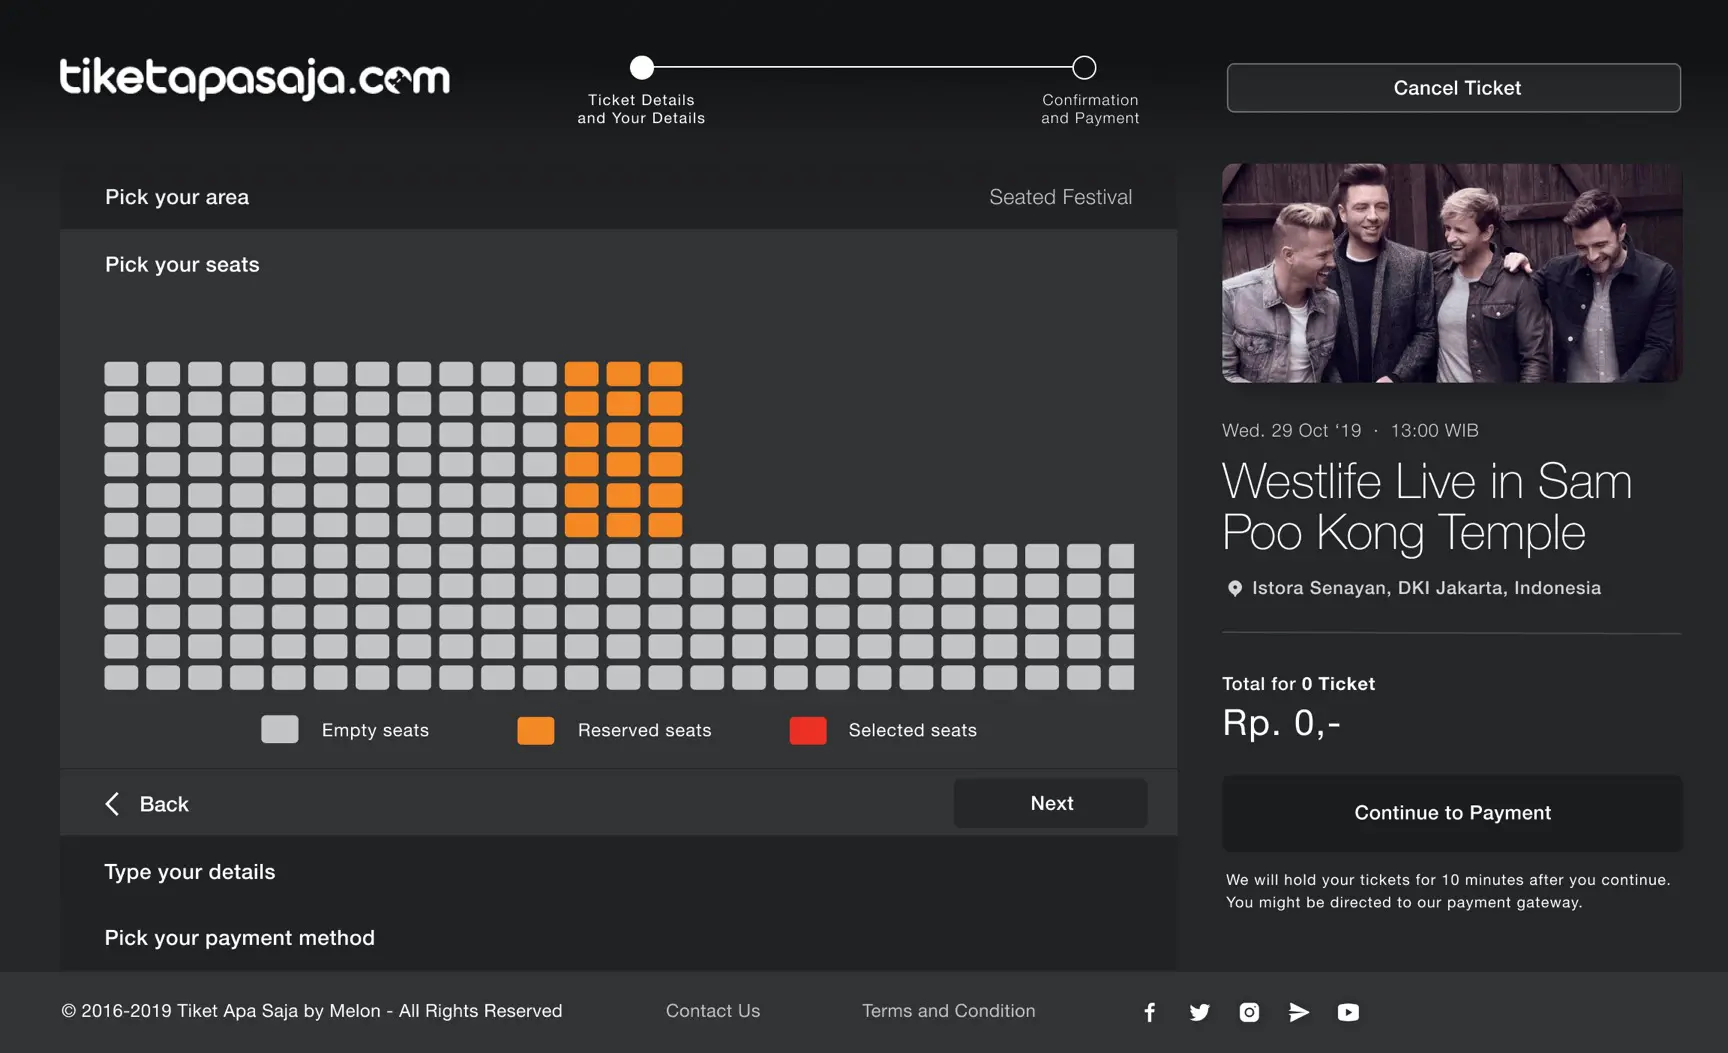 tiketapasaja.com
Ticket Details
and Your Details
Confirmation
and Payment
Cancel Ticket
Pick your area
Seated Festival
Pick your seats
Empty seats
Reserved seats
Selected seats
Back
Next
Type your details
Pick your payment method
Wed. 29 Oct ‘19 · 13:00 WIB
Westlife Live in Sam
Poo Kong Temple
Istora Senayan, DKI Jakarta, Indonesia
Total for 0 Ticket
Rp. 0,-
Continue to Payment
We will hold your tickets for 10 minutes after you continue.
You might be directed to our payment gateway.
© 2016-2019 Tiket Apa Saja by Melon - All Rights Reserved
Contact Us
Terms and Condition